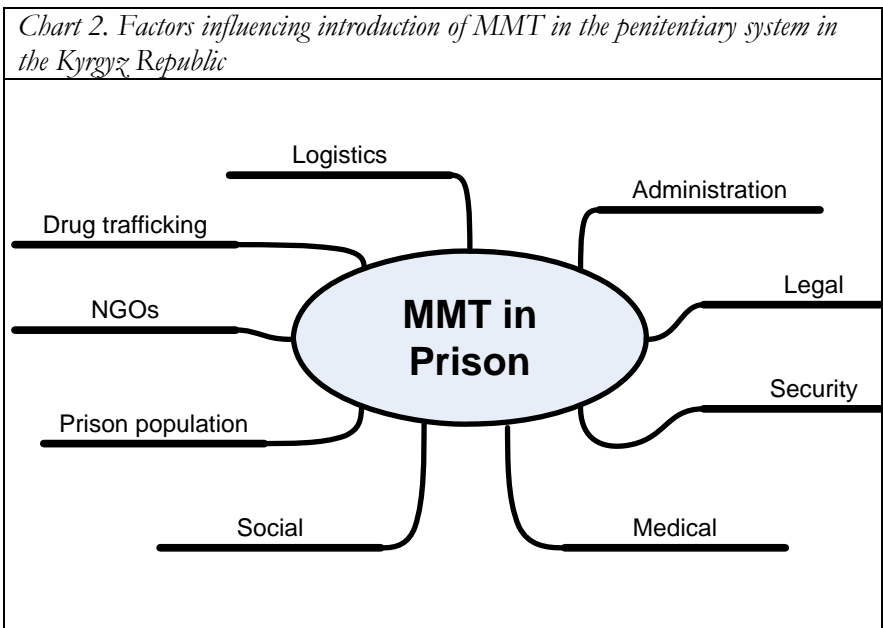 Chart 2. Factors influencing introduction of MMT in the penitentiary system in
the Kyrgyz Republic
Logistics
Administration
Drug trafficking
Legal
NGOs
MMT in
Prison
Security
Prison population
Social
Medical